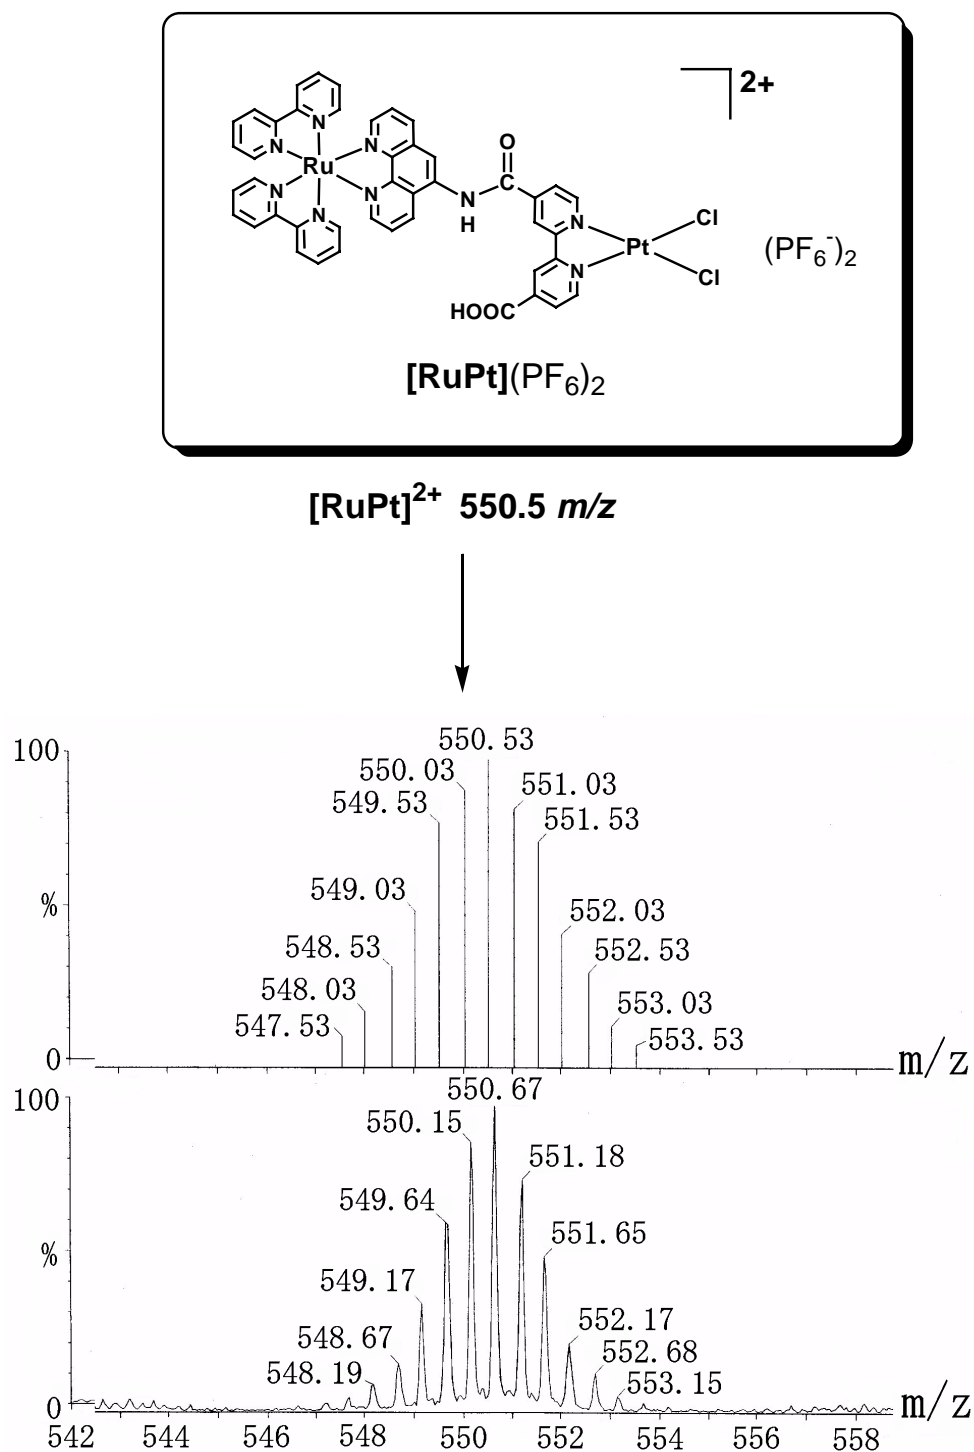 2+
N
N
N
Ru
N
N
N
O
C
N
H
N
Pt
Cl
N
Cl
HOOC
(PF6-)2
[RuPt](PF6)2
[RuPt]2+ 550.5 m/z
100
%
0
550.53
550.03
549.53
551.03
551.53
549.03
552.03
548.53
552.53
548.03
553.03
547.53
553.53
m/z
100
%
0
550.67
550.15
551.18
549.64
551.65
549.17
552.17
548.67
552.68
548.19
553.15
m/z
542 544 546 548 550 552 554 556 558